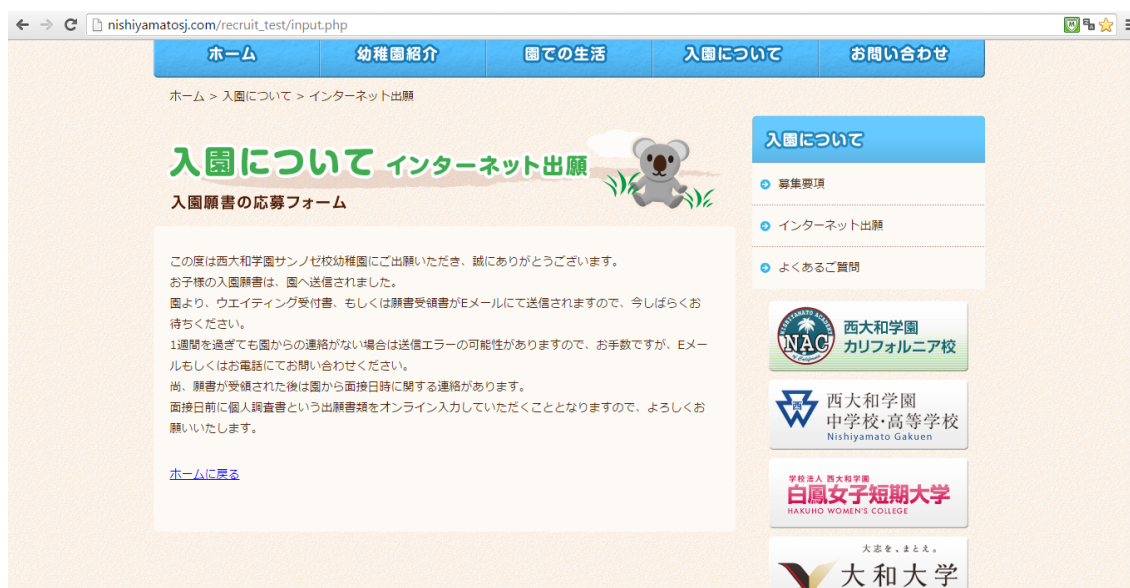 nishiyamatosj.com/recruit_test/input.php
ホーム 幼稚園紹介 園での生活 入園について お問い合わせ
ホーム > 入園について > インターネット出願
入園について インターネット出願
入園願書の応募フォーム
この度は西大和学園サンノゼ校幼稚園にご出願いただき、誠にありがとうございます。
お子様の入園願書は、園へ送信されました。
園より、ウエイティング受付書、もしくは願書受領書がEメールにて送信されますので、今しばらくお
待ちください。
1週間を過ぎても園からの連絡がない場合は送信エラーの可能性がありますので、お手数ですが、Eメー
ルもしくはお電話にてお問い合わせください。
尚、願書が受領された後は園から面接日時に関する連絡があります。
面接日前に個人調査書という出願書類をオンライン入力していただくこととなりますので、よろしくお
願いいたします。
ホームに戻る
入園について
募集要項
インターネット出願
よくあるご質問
NISHIYAMATO ACADEMY
NAC
of California
西大和学園
カリフォルニア校
西
西大和学園
中学校・高等学校
Nishiyamato Gakuen
学校法人 西大和学園
白鳳女子短期大学
HAKUHO WOMEN'S COLLEGE
大志を、まとえ。
大和大学